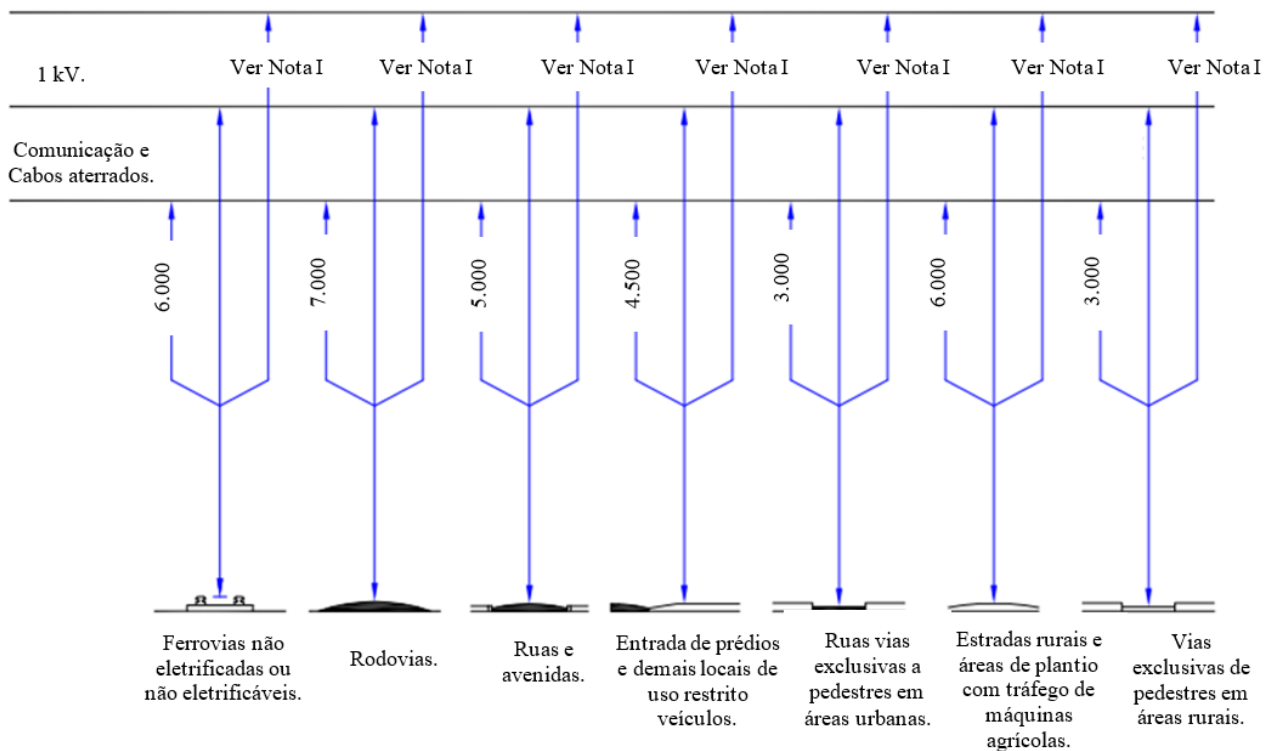 Ver Nota I
Ver Nota I
Ver Nota I
Ver Nota I
Ver Nota I
Ver Nota I
Ver Nota I
1 kV.
Comunicação e
Cabos aterrados.
6.000
7.000
5.000
4.500
3.000
6.000
3.000
Ferrovias não
eletrificadas ou
não eletrificáveis.
Rodovias.
Ruas e
avenidas.
Entrada de prédios
e demais locais de
uso restrito
veículos.
Ruas vias
exclusivas a
pedestres em
áreas urbanas.
Estradas rurais e
áreas de plantio
com tráfego de
máquinas
agrícolas.
Vias
exclusivas de
pedestres em
áreas rurais.